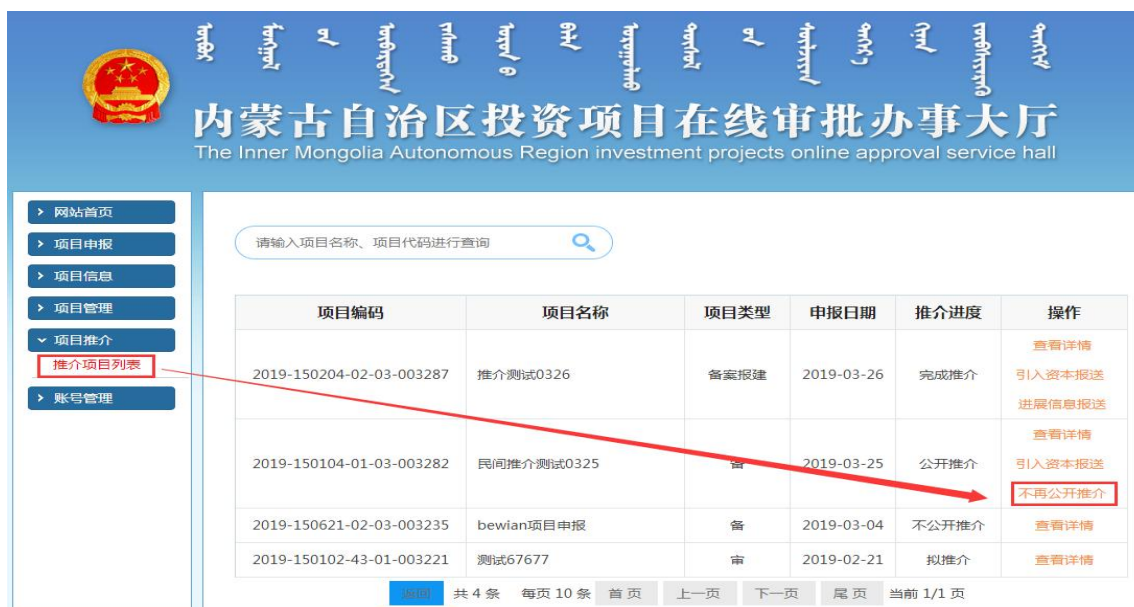 内蒙古自治区投资项目在线审批办事大厅
The Inner Mongolia Autonomous Region investment projects online approval service hall
网站首页
项目申报
项目信息
项目管理
项目推介
推介项目列表
账号管理
请输入项目名称、项目代码进行查询
项目编码 项目名称 项目类型 申报日期 推介进度 操作
2019-150204-02-03-003287 推介测试0326 备案报建 2019-03-26 完成推介 查看详情
引入资本报送
进展信息报送
2019-150104-01-03-003282 民间推介测试0325 备 2019-03-25 公开推介 查看详情
引入资本报送
不再公开推介
2019-150621-02-03-003235 bewian项目申报 备 2019-03-04 不公开推介 查看详情
2019-150102-43-01-003221 测试67677 审 2019-02-21 拟推介 查看详情
返回 共 4 条 每页 10 条 首 页 上一页 下一页 尾 页 当前 1/1 页